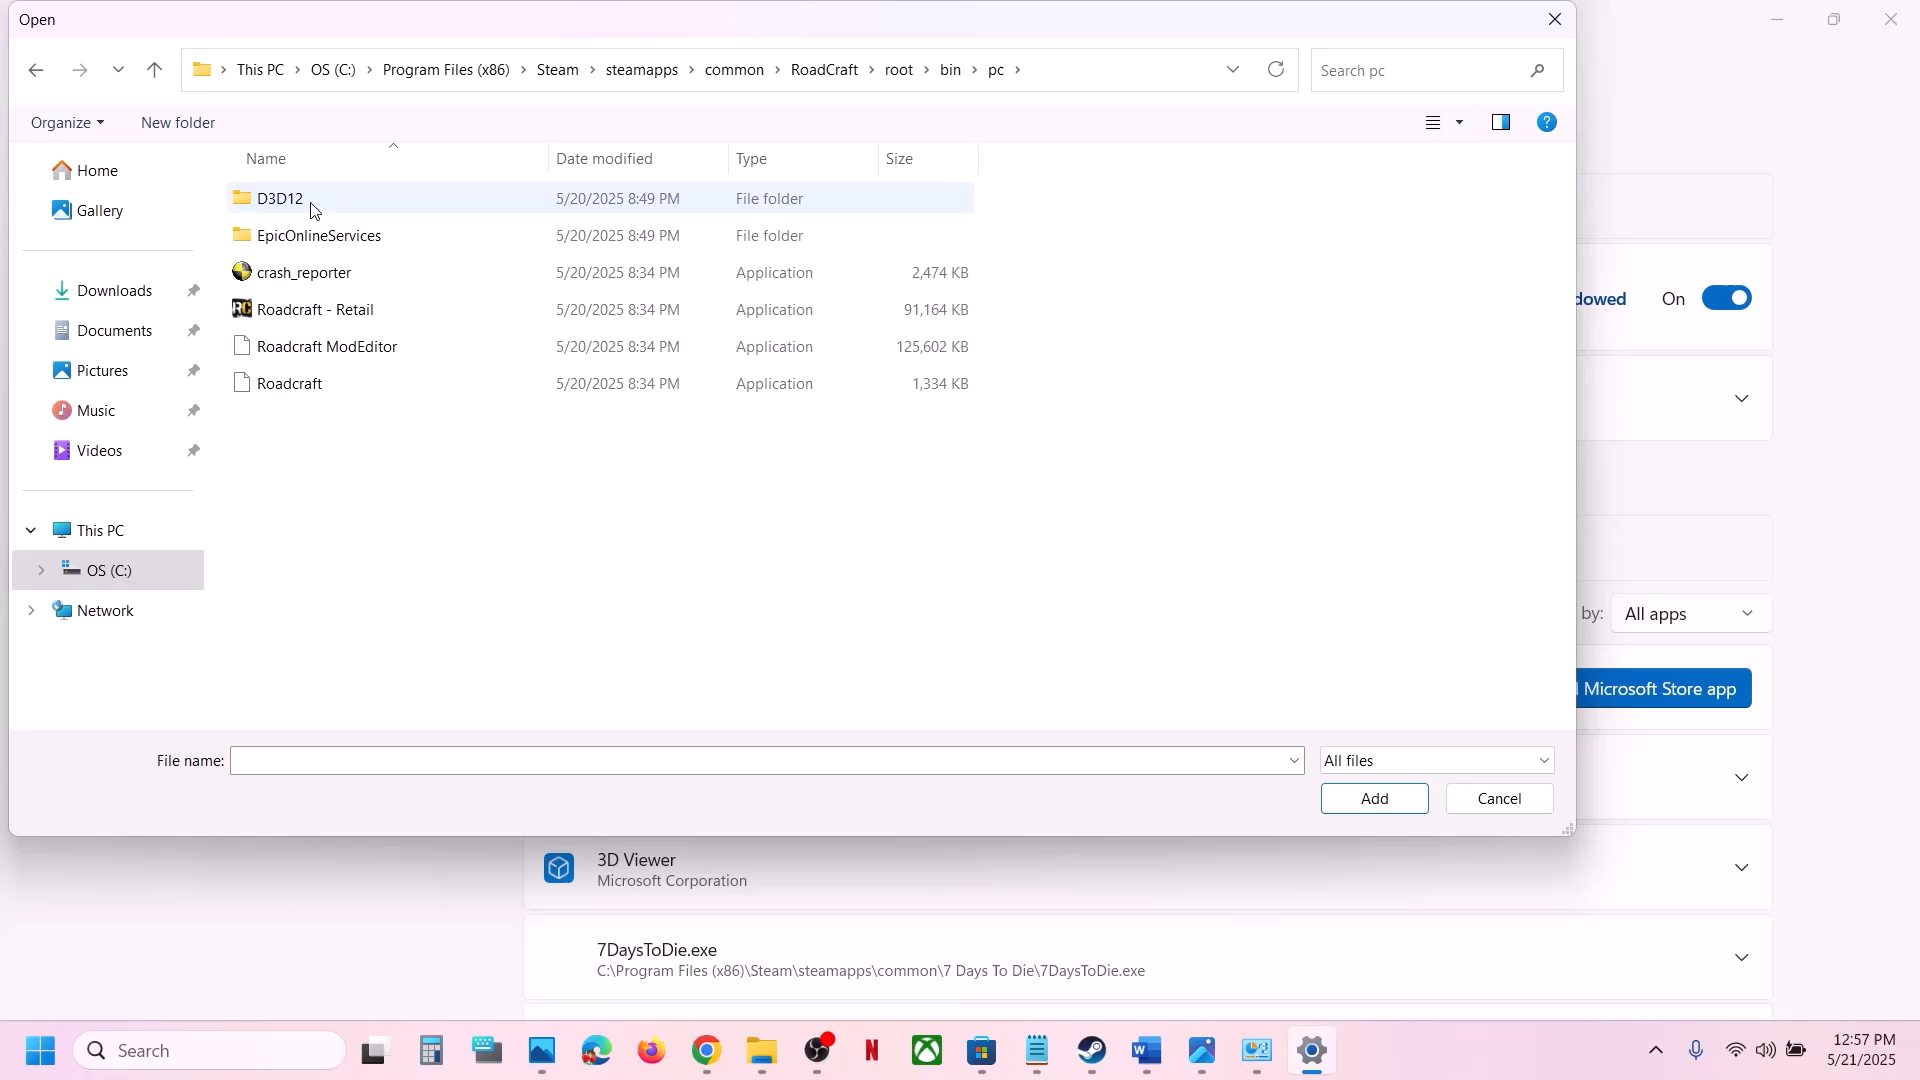 Open
This PC > OS (C:) > Program Files (x86) > Steam > steamapps > common > RoadCraft > root > bin > pc >
Search pc
Organize
New folder
Name
Date modified
Type
Size
Home
Gallery
Downloads
Documents
Pictures
Music
Videos
This PC
OS (C:)
Network
D3D12 5/20/2025 8:49 PM File folder
EpicOnlineServices 5/20/2025 8:49 PM File folder
crash_reporter 5/20/2025 8:34 PM Application 2,474 KB
Roadcraft - Retail 5/20/2025 8:34 PM Application 91,164 KB
Roadcraft ModEditor 5/20/2025 8:34 PM Application 125,602 KB
Roadcraft 5/20/2025 8:34 PM Application 1,334 KB
dowed On
by: All apps
Microsoft Store app
File name:
All files
Add
Cancel
3D Viewer
Microsoft Corporation
7DaysToDie.exe
C:\Program Files (x86)\Steam\steamapps\common\7 Days To Die\7DaysToDie.exe
Search
12:57 PM
5/21/2025